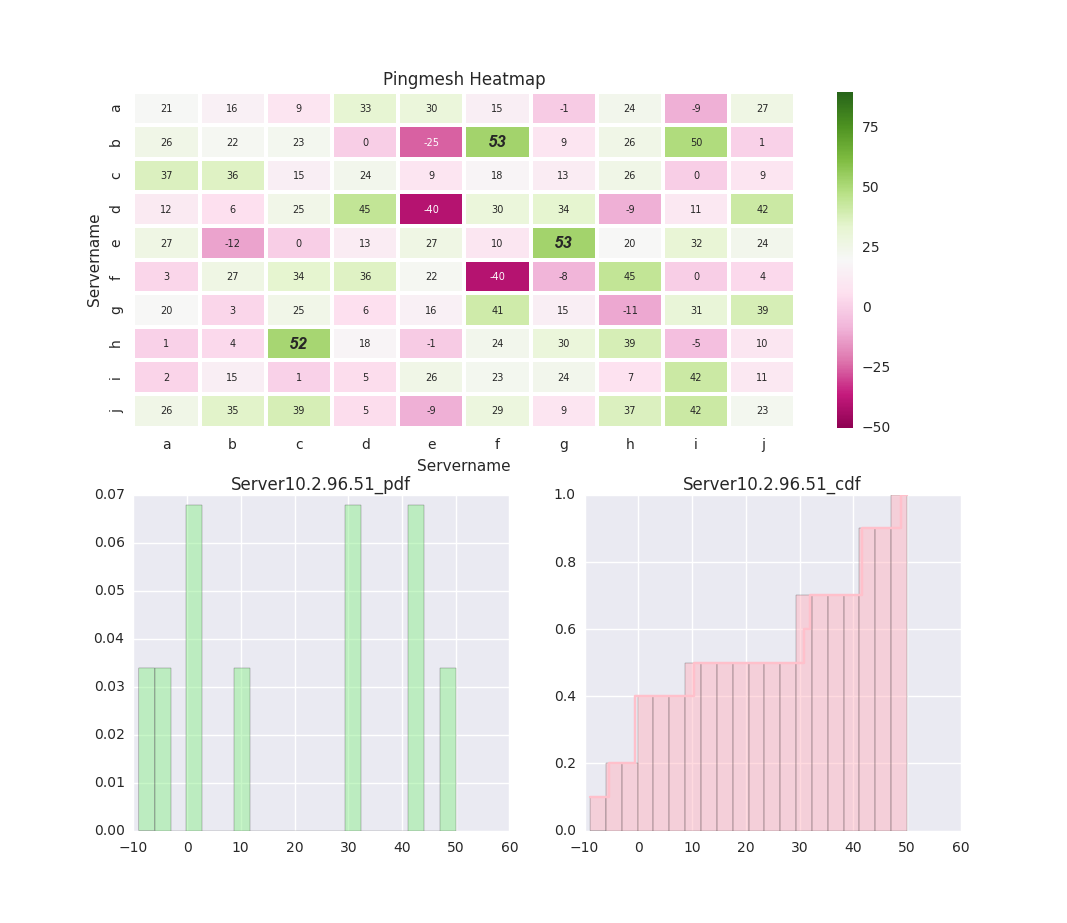 Pingmesh Heatmap
Servername
a 21 16 9 33 30 15 -1 24 -9 27
b 26 22 23 0 -25 53 9 26 50 1
c 37 36 15 24 9 18 13 26 0 9
d 12 6 25 45 -40 30 34 -9 11 42
e 27 -12 0 13 27 10 53 20 32 24
f 3 27 34 36 22 -40 -8 45 0 4
g 20 3 25 6 16 41 15 -11 31 39
h 1 4 52 18 -1 24 30 39 -5 10
i 2 15 1 5 26 23 24 7 42 11
j 26 35 39 5 -9 29 9 37 42 23
a b c d e f g h i j
Servername
75
50
25
0
−25
−50
Server10.2.96.51_pdf
0.07
0.06
0.05
0.04
0.03
0.02
0.01
0.00
−10 0 10 20 30 40 50 60
Server10.2.96.51_cdf
1.0
0.8
0.6
0.4
0.2
0.0
−10 0 10 20 30 40 50 60